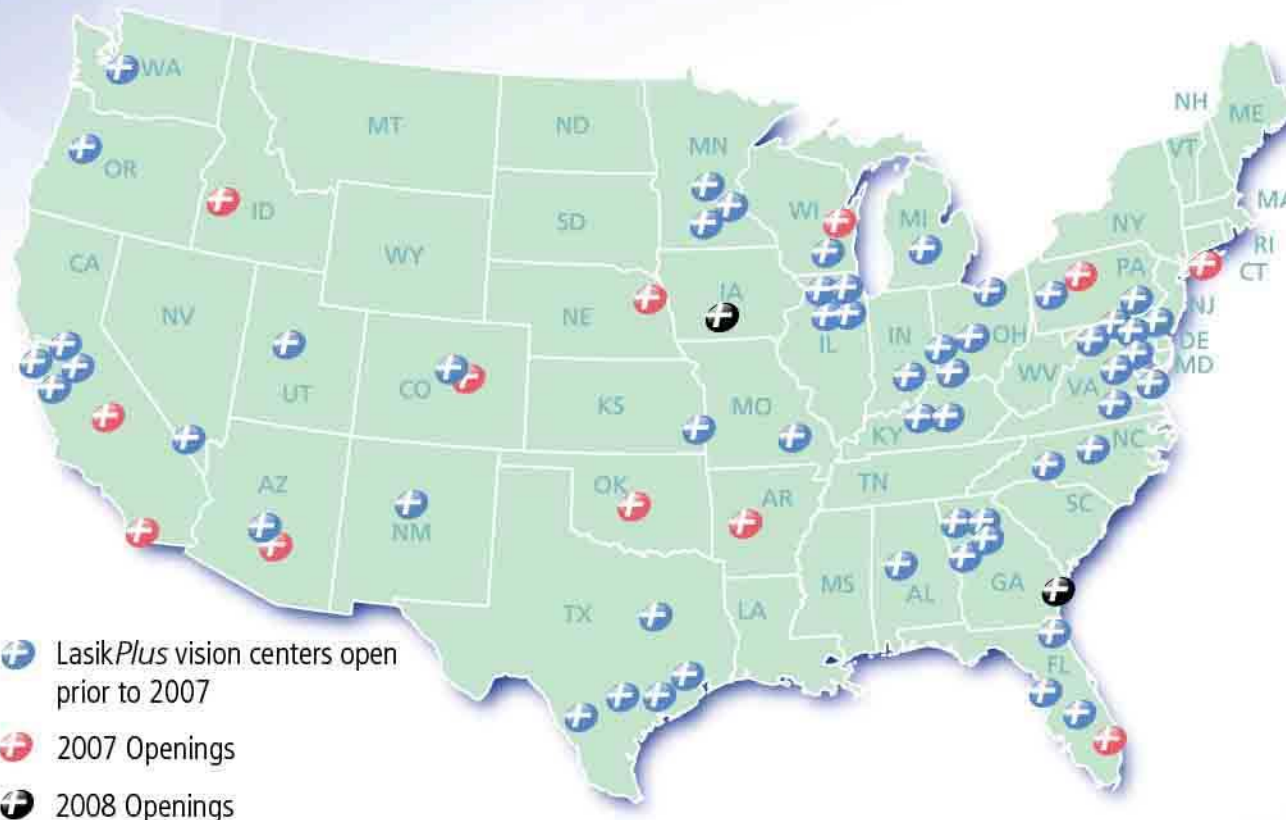 WA
MT
ND
MN
NH
ME
VT
OR
ID
SD
WI
MI
NY
MA
RI
CT
CA
WY
PA
NV
NE
IA
NJ
IL
IN
OH
DE
MD
UT
CO
KS
MO
WV
VA
KY
NC
AZ
NM
OK
AR
TN
SC
TX
LA
MS
AL
GA
FL
LasikPlus vision centers open
prior to 2007
2007 Openings
2008 Openings